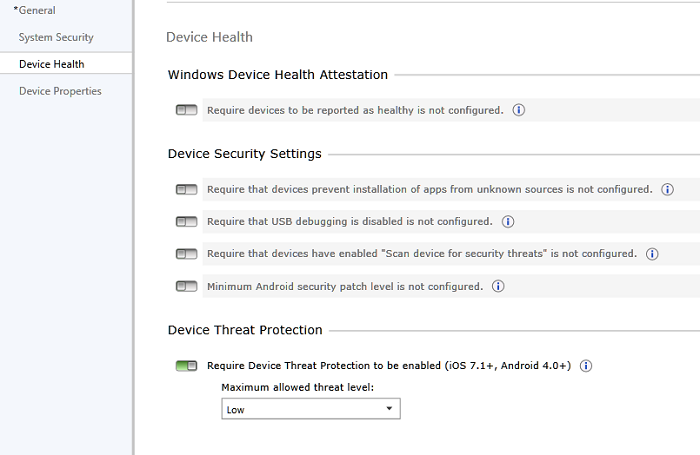 *General
System Security
Device Health
Device Properties
Device Health
Windows Device Health Attestation
Require devices to be reported as healthy is not configured.
Device Security Settings
Require that devices prevent installation of apps from unknown sources is not configured.
Require that USB debugging is disabled is not configured.
Require that devices have enabled "Scan device for security threats" is not configured.
Minimum Android security patch level is not configured.
Device Threat Protection
Require Device Threat Protection to be enabled (iOS 7.1+, Android 4.0+)
Maximum allowed threat level:
Low